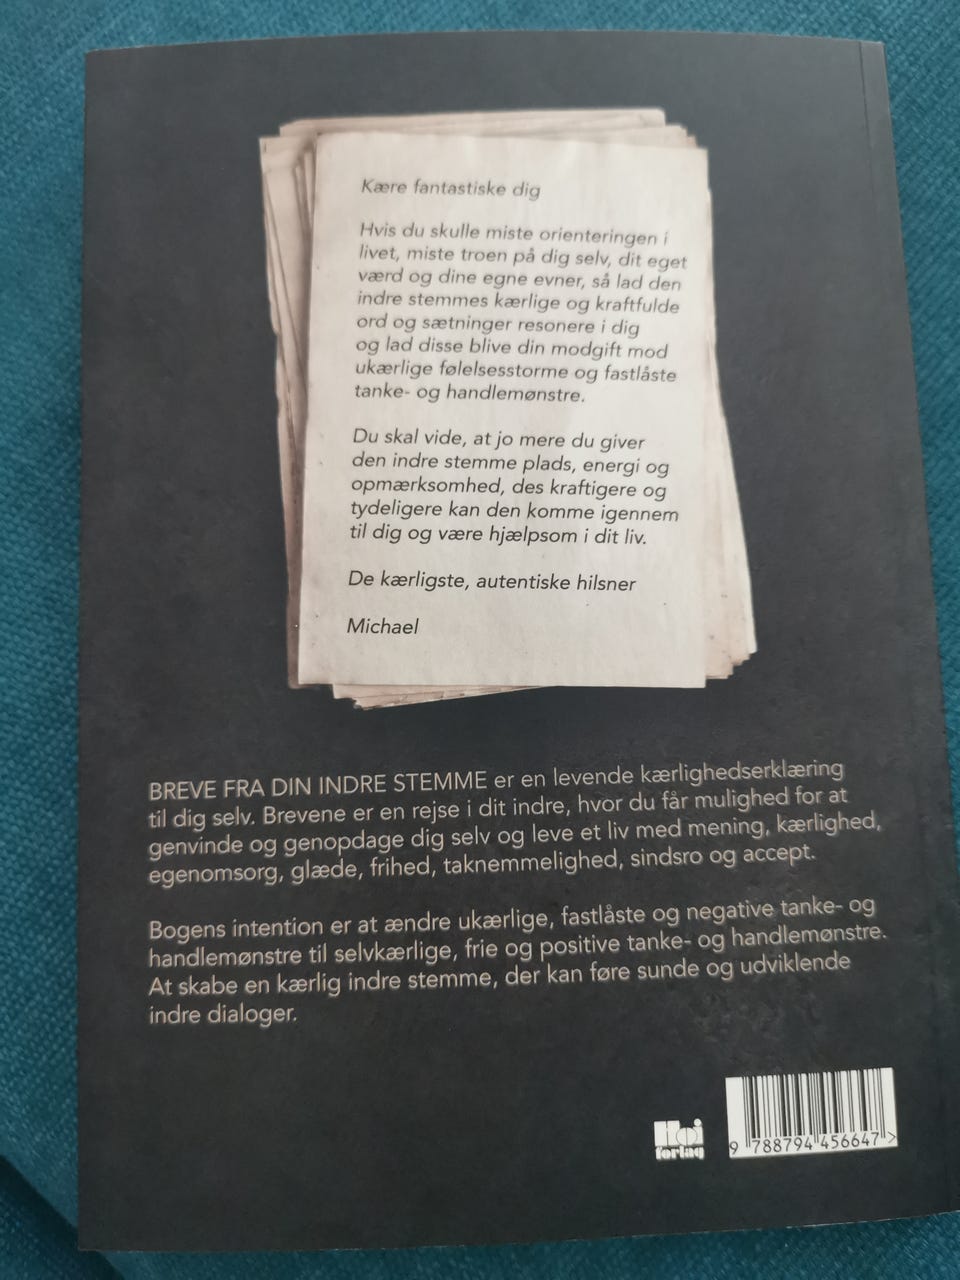 Kære fantastiske dig
Hvis du skulle miste orienteringen i
livet, miste troen på dig selv, dit eget
værd og dine egne evner, så lad den
indre stemmes kærlige og kraftfulde
ord og sætninger resonere i dig
og lad disse blive din modgift mod
ukærlige følelsesstorme og fastlåste
tanke- og handlemønstre.
Du skal vide, at jo mere du giver
den indre stemme plads, energi og
opmærksomhed, des kraftigere og
tydeligere kan den komme igennem
til dig og være hjælpsom i dit liv.
De kærligste, autentiske hilsner
Michael
BREVE FRA DIN INDRE STEMME er en levende kærlighedserklæring
til dig selv. Brevene er en rejse i dit indre, hvor du får mulighed for at
genvinde og genopdage dig selv og leve et liv med mening, kærlighed,
egenomsorg, glæde, frihed, taknemmelighed, sindsro og accept.
Bogens intention er at ændre ukærlige, fastlåste og negative tanke- og
handlemønstre til selvkærlige, frie og positive tanke- og handlemønstre.
At skabe en kærlig indre stemme, der kan føre sunde og udviklende
indre dialoger.
Hoi
forlag
9 788794 456647 >